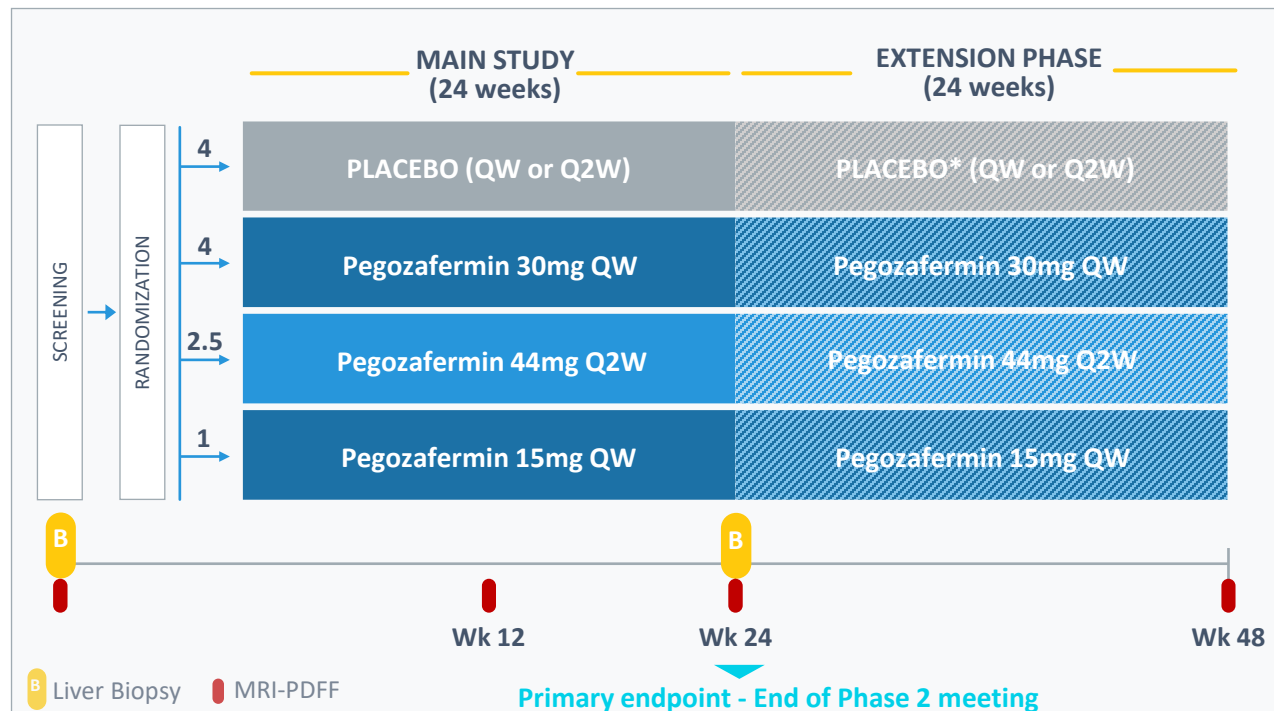 MAIN STUDY
(24 weeks)
EXTENSION PHASE
(24 weeks)
SCREENING
RANDOMIZATION
4
PLACEBO (QW or Q2W)
PLACEBO* (QW or Q2W)
4
Pegozafermin 30mg QW
Pegozafermin 30mg QW
2.5
Pegozafermin 44mg Q2W
Pegozafermin 44mg Q2W
1
Pegozafermin 15mg QW
Pegozafermin 15mg QW
B
B
Wk 12
Wk 24
Wk 48
B Liver Biopsy
MRI-PDFF
Primary endpoint - End of Phase 2 meeting